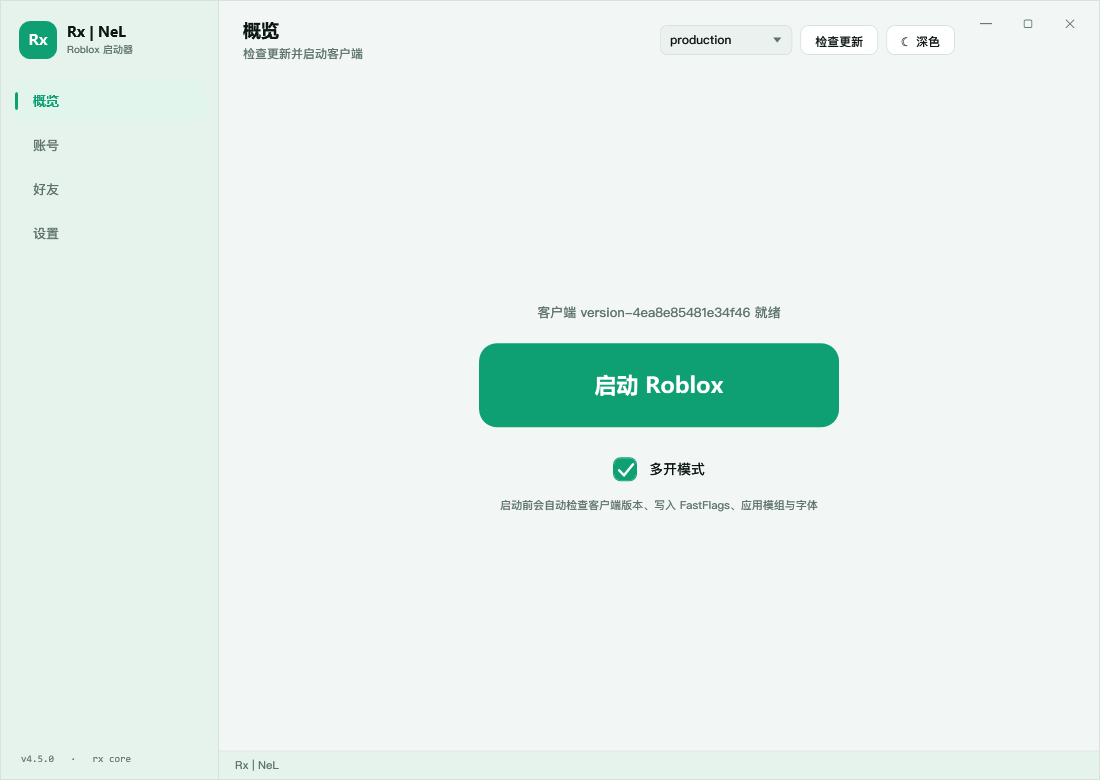 Rx
Rx | NeL
Roblox 启动器
概览
账号
好友
设置
v4.5.0 · rx core
概览
检查更新并启动客户端
production
检查更新
☾ 深色
客户端 version-4ea8e85481e34f46 就绪
启动 Roblox
多开模式
启动前会自动检查客户端版本、写入 FastFlags、应用模组与字体
Rx | NeL